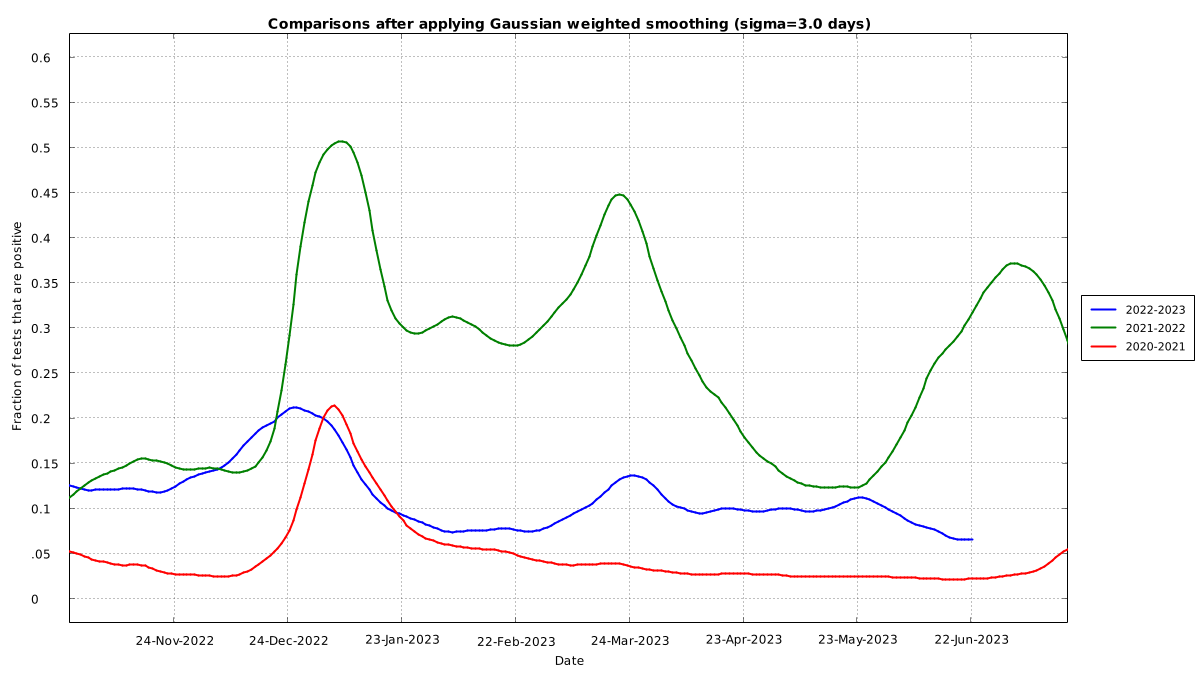 Comparisons after applying Gaussian weighted smoothing (sigma=3.0 days)
Fraction of tests that are positive
0.6
0.55
0.5
0.45
0.4
0.35
0.3
0.25
0.2
0.15
0.1
.05
0
24-Nov-2022
24-Dec-2022
23-Jan-2023
22-Feb-2023
24-Mar-2023
23-Apr-2023
23-May-2023
22-Jun-2023
Date
2022-2023
2021-2022
2020-2021